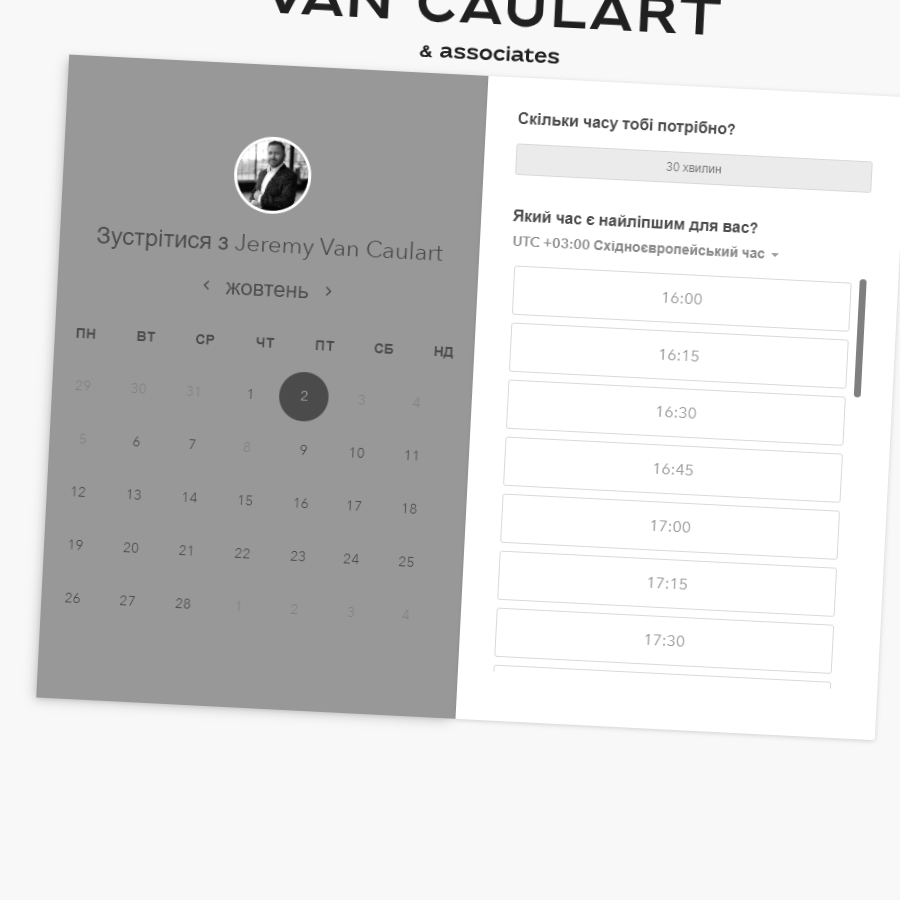 VAN CAULART
& associates
Зустрітися з Jeremy Van Caulart
жовтень
ПН ВТ СР ЧТ ПТ СБ НД
29 30 31 1 2 3 4
5 6 7 8 9 10 11
12 13 14 15 16 17 18
19 20 21 22 23 24 25
26 27 28 1 2 3 4
Скільки часу тобі потрібно?
30 хвилин
Який час є найліпшим для вас?
UTC +03:00 Східноєвропейський час
16:00
16:15
16:30
16:45
17:00
17:15
17:30